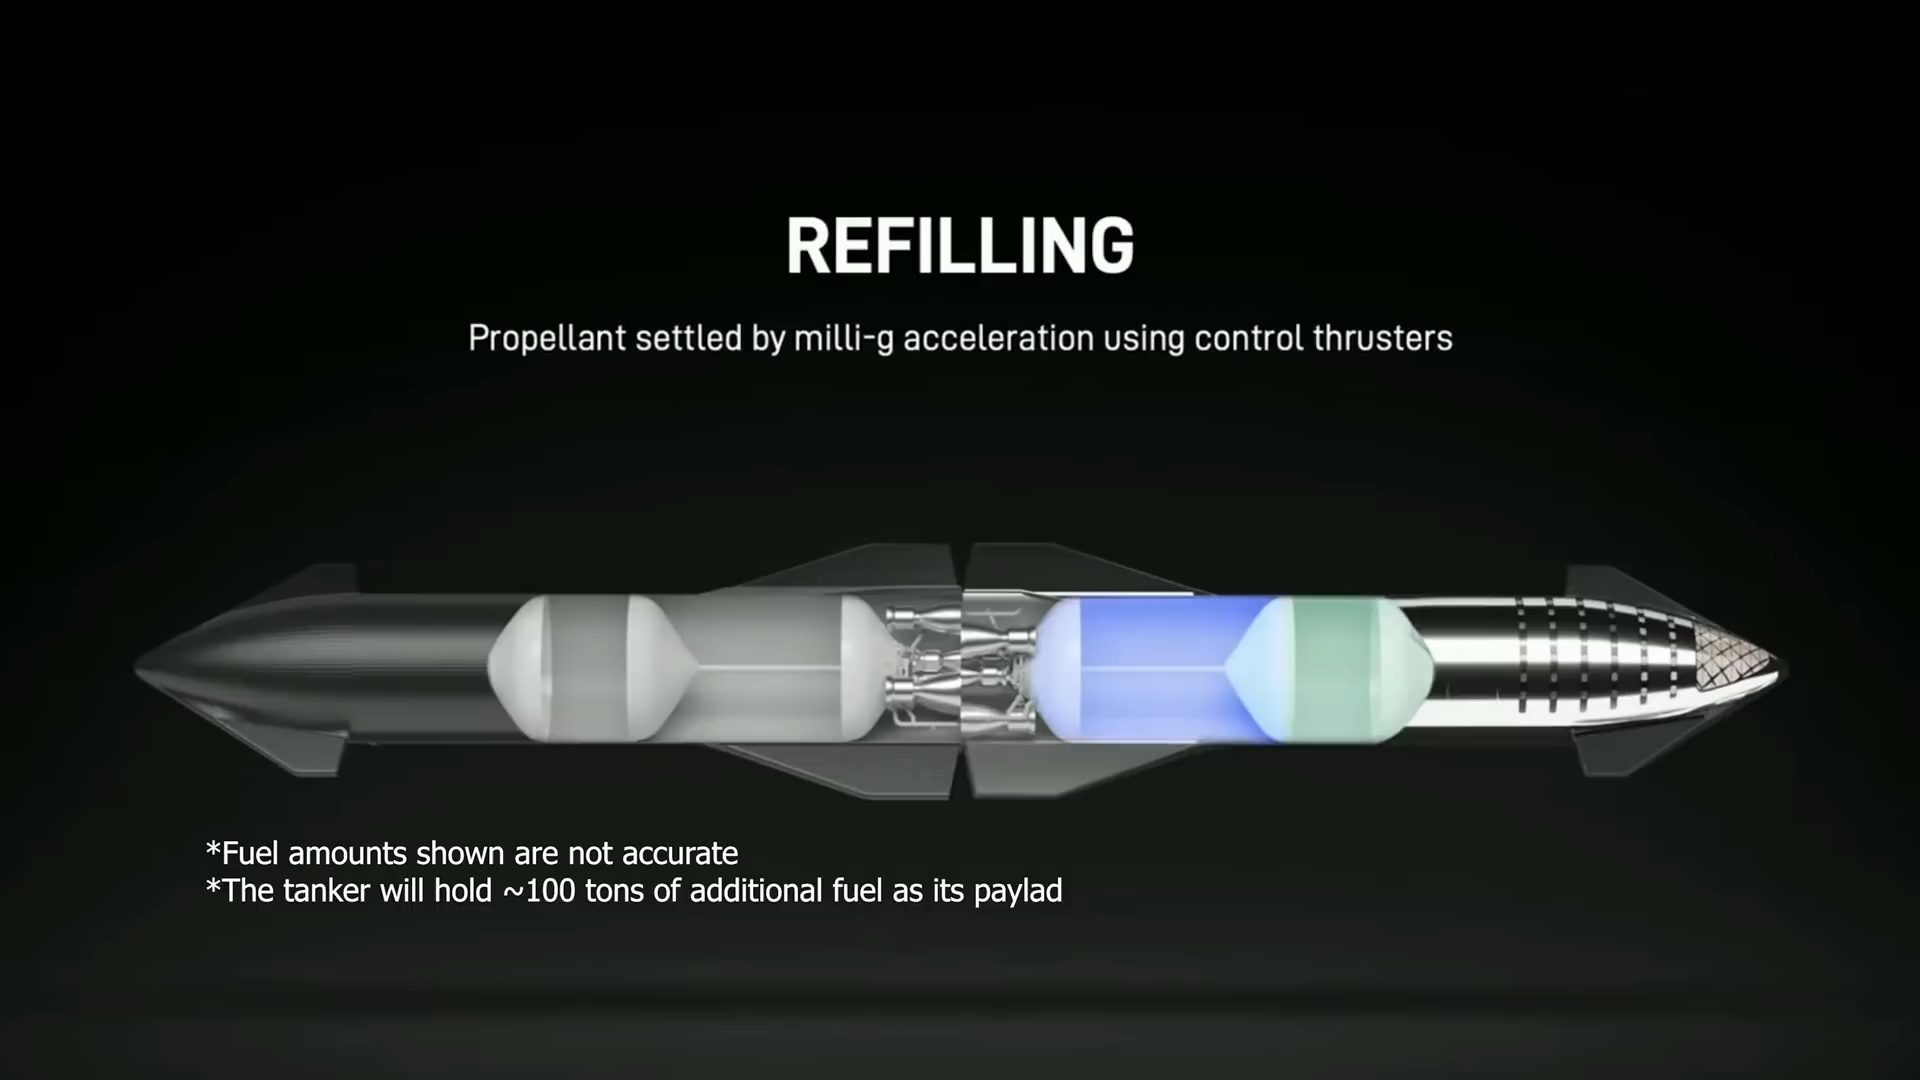 REFILLING
Propellant settled by milli-g acceleration using control thrusters
*Fuel amounts shown are not accurate
*The tanker will hold ~100 tons of additional fuel as its paylad